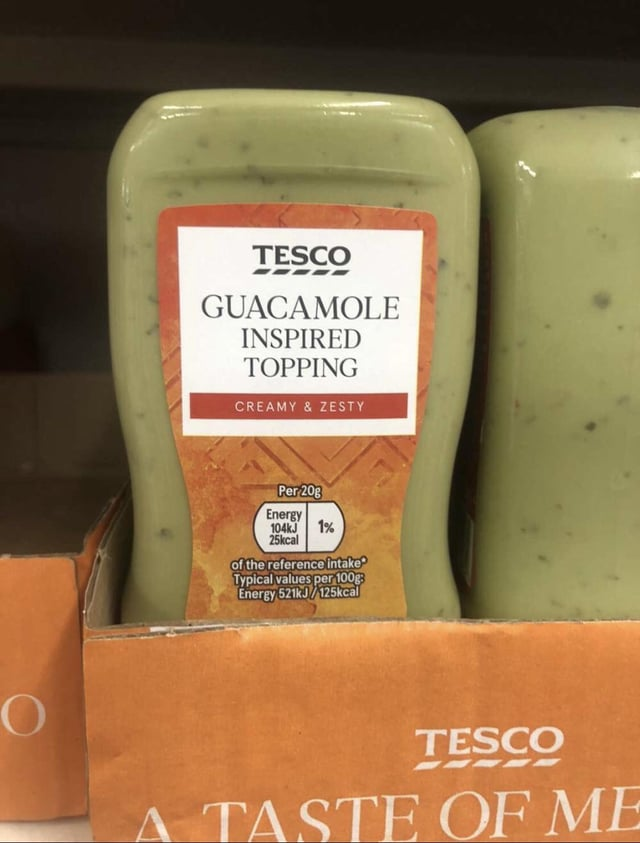 TESCO
GUACAMOLE
INSPIRED
TOPPING
CREAMY & ZESTY
Per 20g
Energy
104kJ
25kcal
1%
of the reference intake*
Typical values per 100g:
Energy 521kJ / 125kcal
O
TESCO
A TASTE OF ME